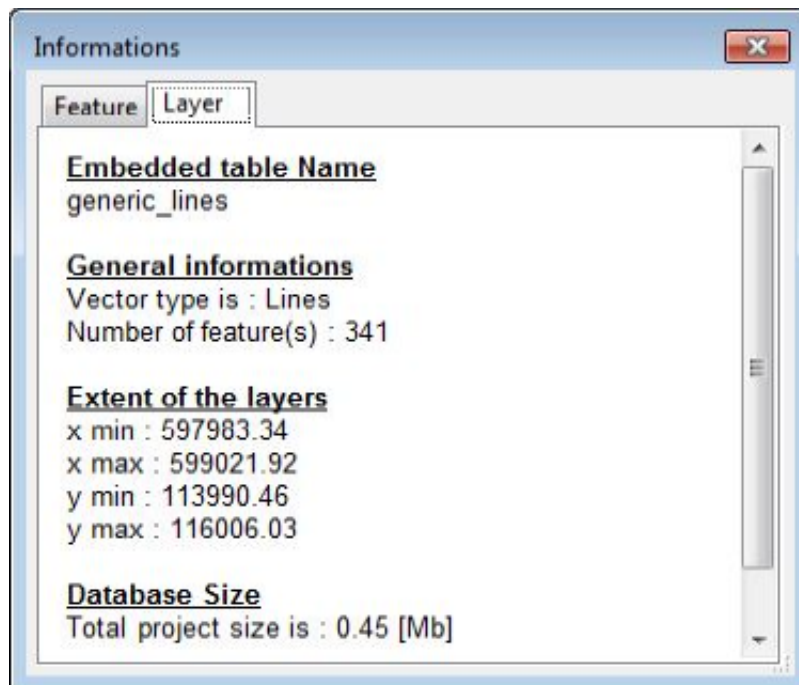 Informations
Feature Layer
Embedded table Name
generic_lines
General informations
Vector type is : Lines
Number of feature(s) : 341
Extent of the layers
x min : 597983.34
x max : 599021.92
y min : 113990.46
y max : 116006.03
Database Size
Total project size is : 0.45 [Mb]